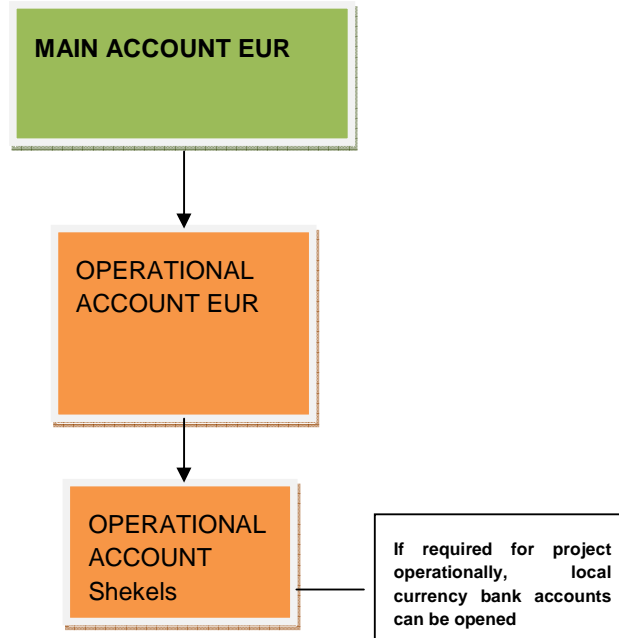 MAIN ACCOUNT EUR
OPERATIONAL
ACCOUNT EUR
OPERATIONAL
ACCOUNT
Shekels
If required for project
operationally, local
currency bank accounts
can be opened